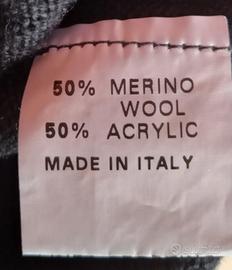 50% MERINO
WOOL
50% ACRYLIC
MADE IN ITALY